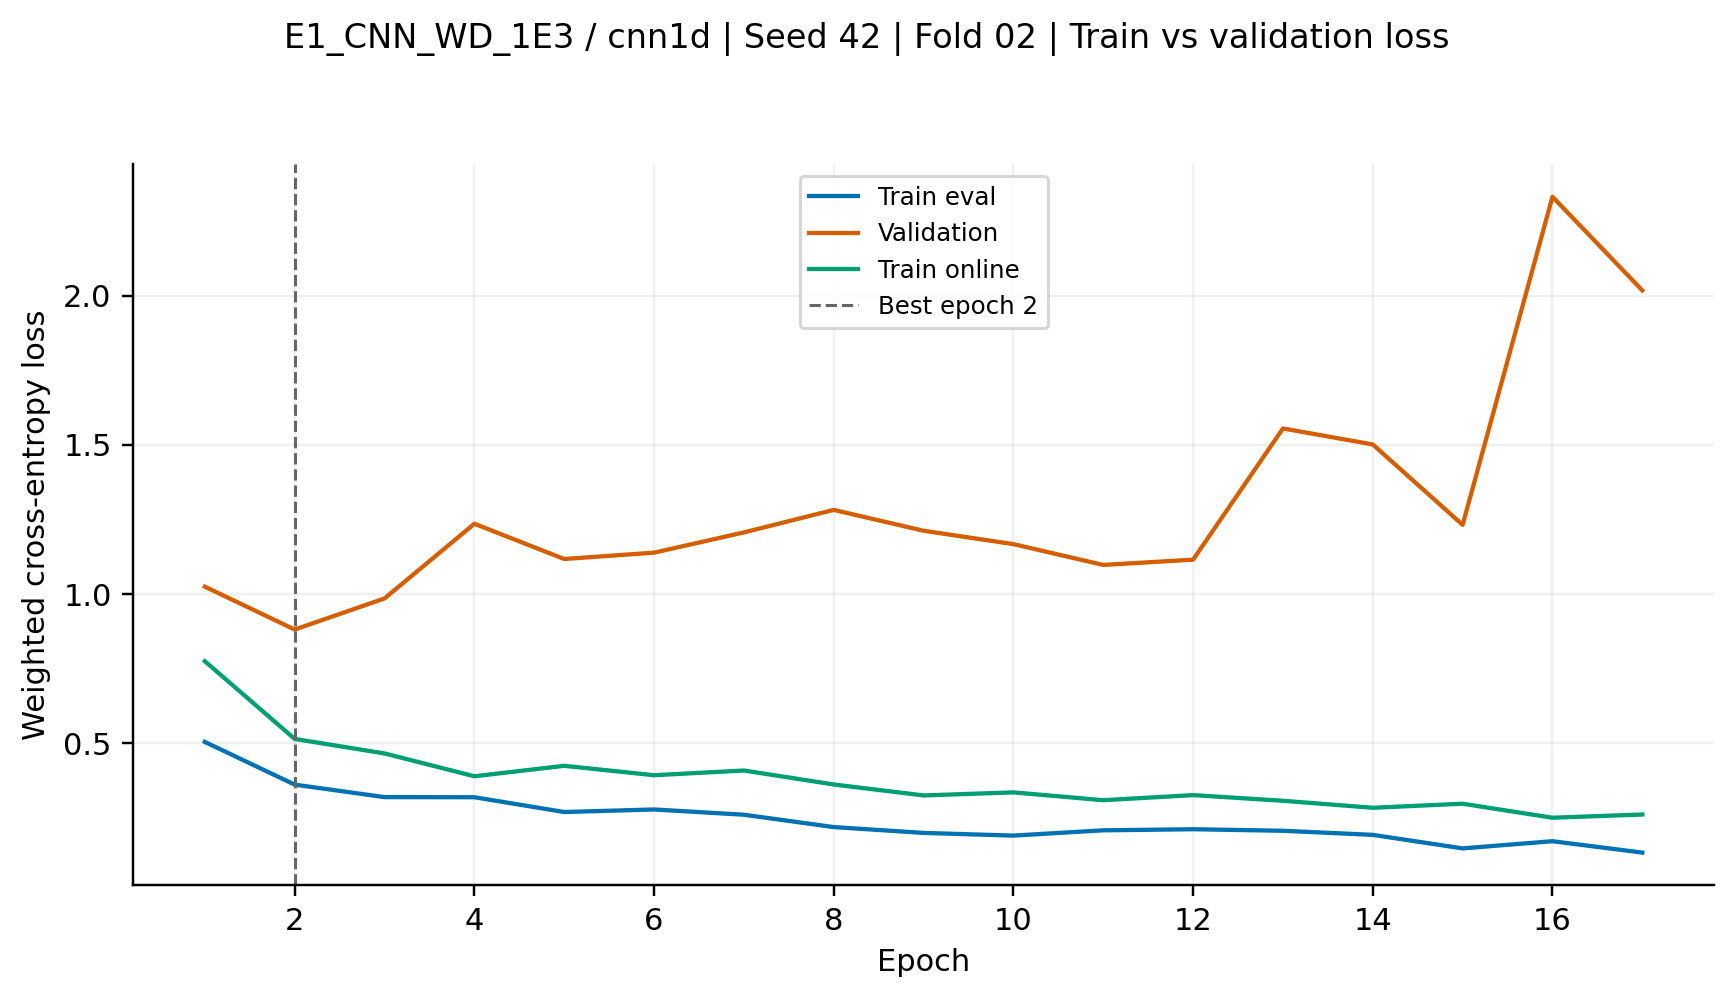 E1_CNN_WD_1E3 / cnn1d | Seed 42 | Fold 02 | Train vs validation loss
Train eval
Validation
Train online
Best epoch 2
Weighted cross-entropy loss
2.0
1.5
1.0
0.5
2 4 6 8 10 12 14 16
Epoch